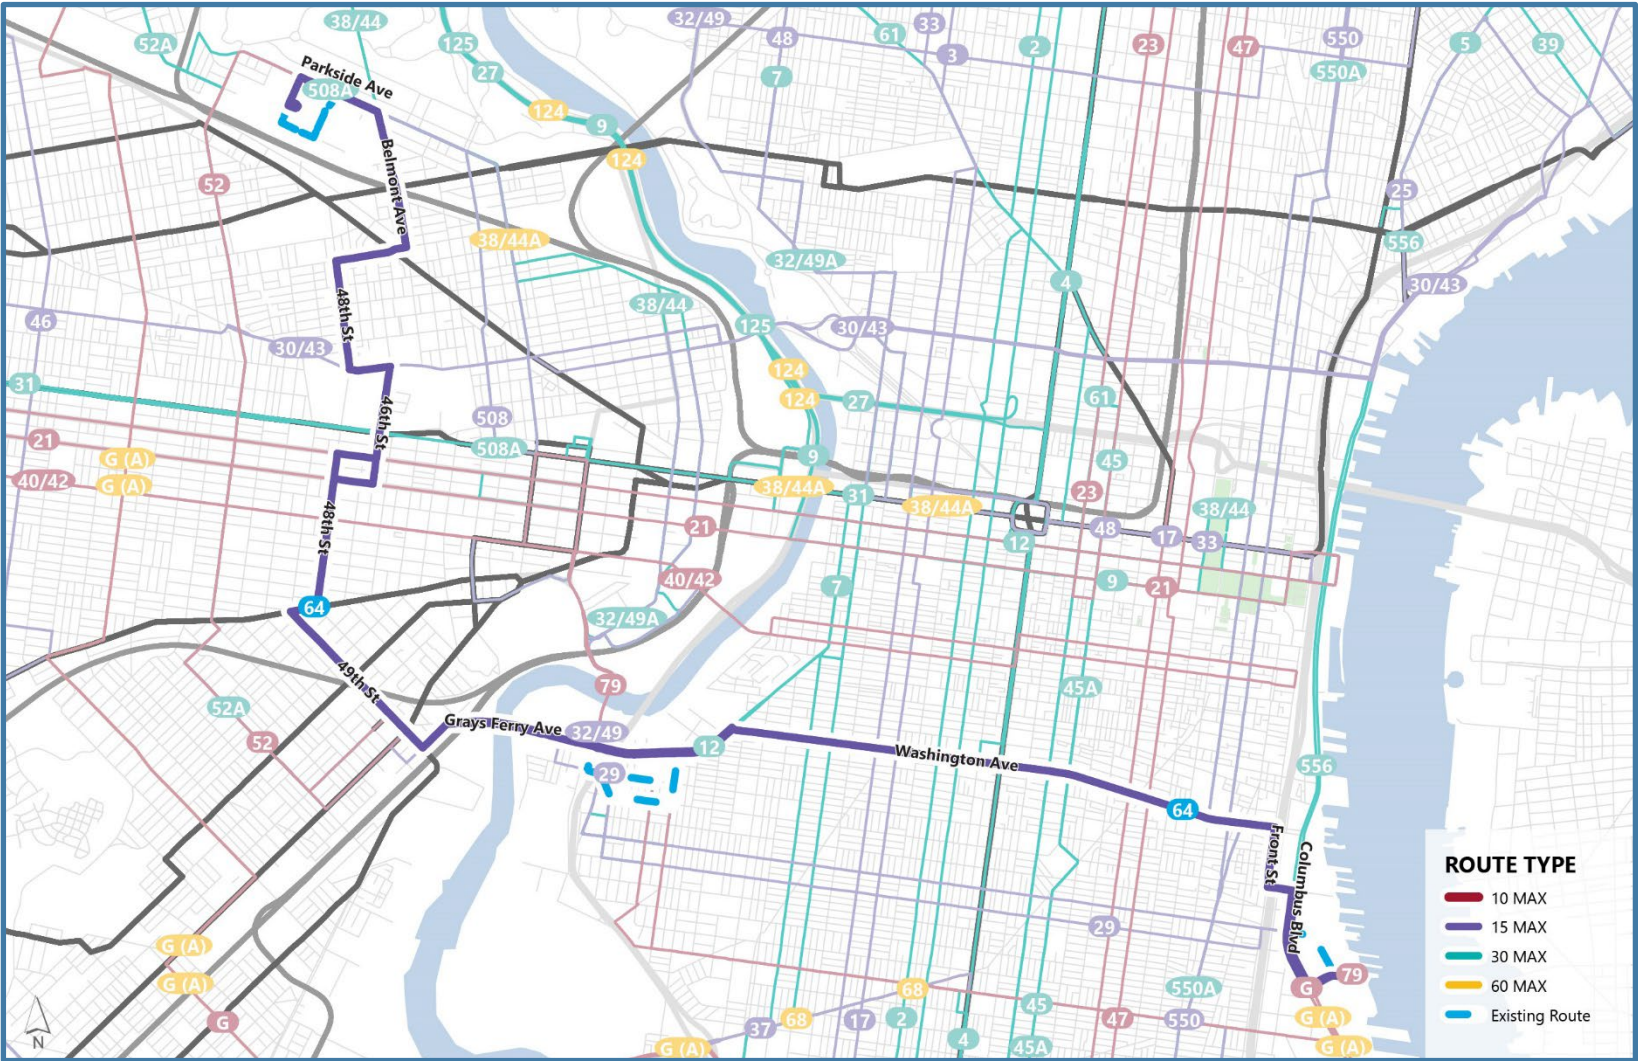 38/44
32/49
33
52A
125
48
61
2
23
47
550
5
39
3
27
7
550A
Parkside Ave
508A
124
9
124
Belmont Ave
52
25
38/44A
32/49A
556
4
30/43
38/44
46
48th St
30/43
125
30/43
124
31
124
27
61
46th St
508
21
508A
G (A)
9
45
40/42
G (A)
38/44A
31
38/44A
23
38/44
48th St
21
12
48
17
33
40/42
9
21
7
64
32/49A
49th St
79
45A
52A
52
Grays Ferry Ave
32/49
12
Washington Ave
556
29
64
Front St
Columbus Blvd
29
G (A)
G (A)
G
68
68
37
17
2
4
45
45A
47
550A
550
G
79
G (A)
G (A)
G (A)
N
ROUTE TYPE
10 MAX
15 MAX
30 MAX
60 MAX
Existing Route